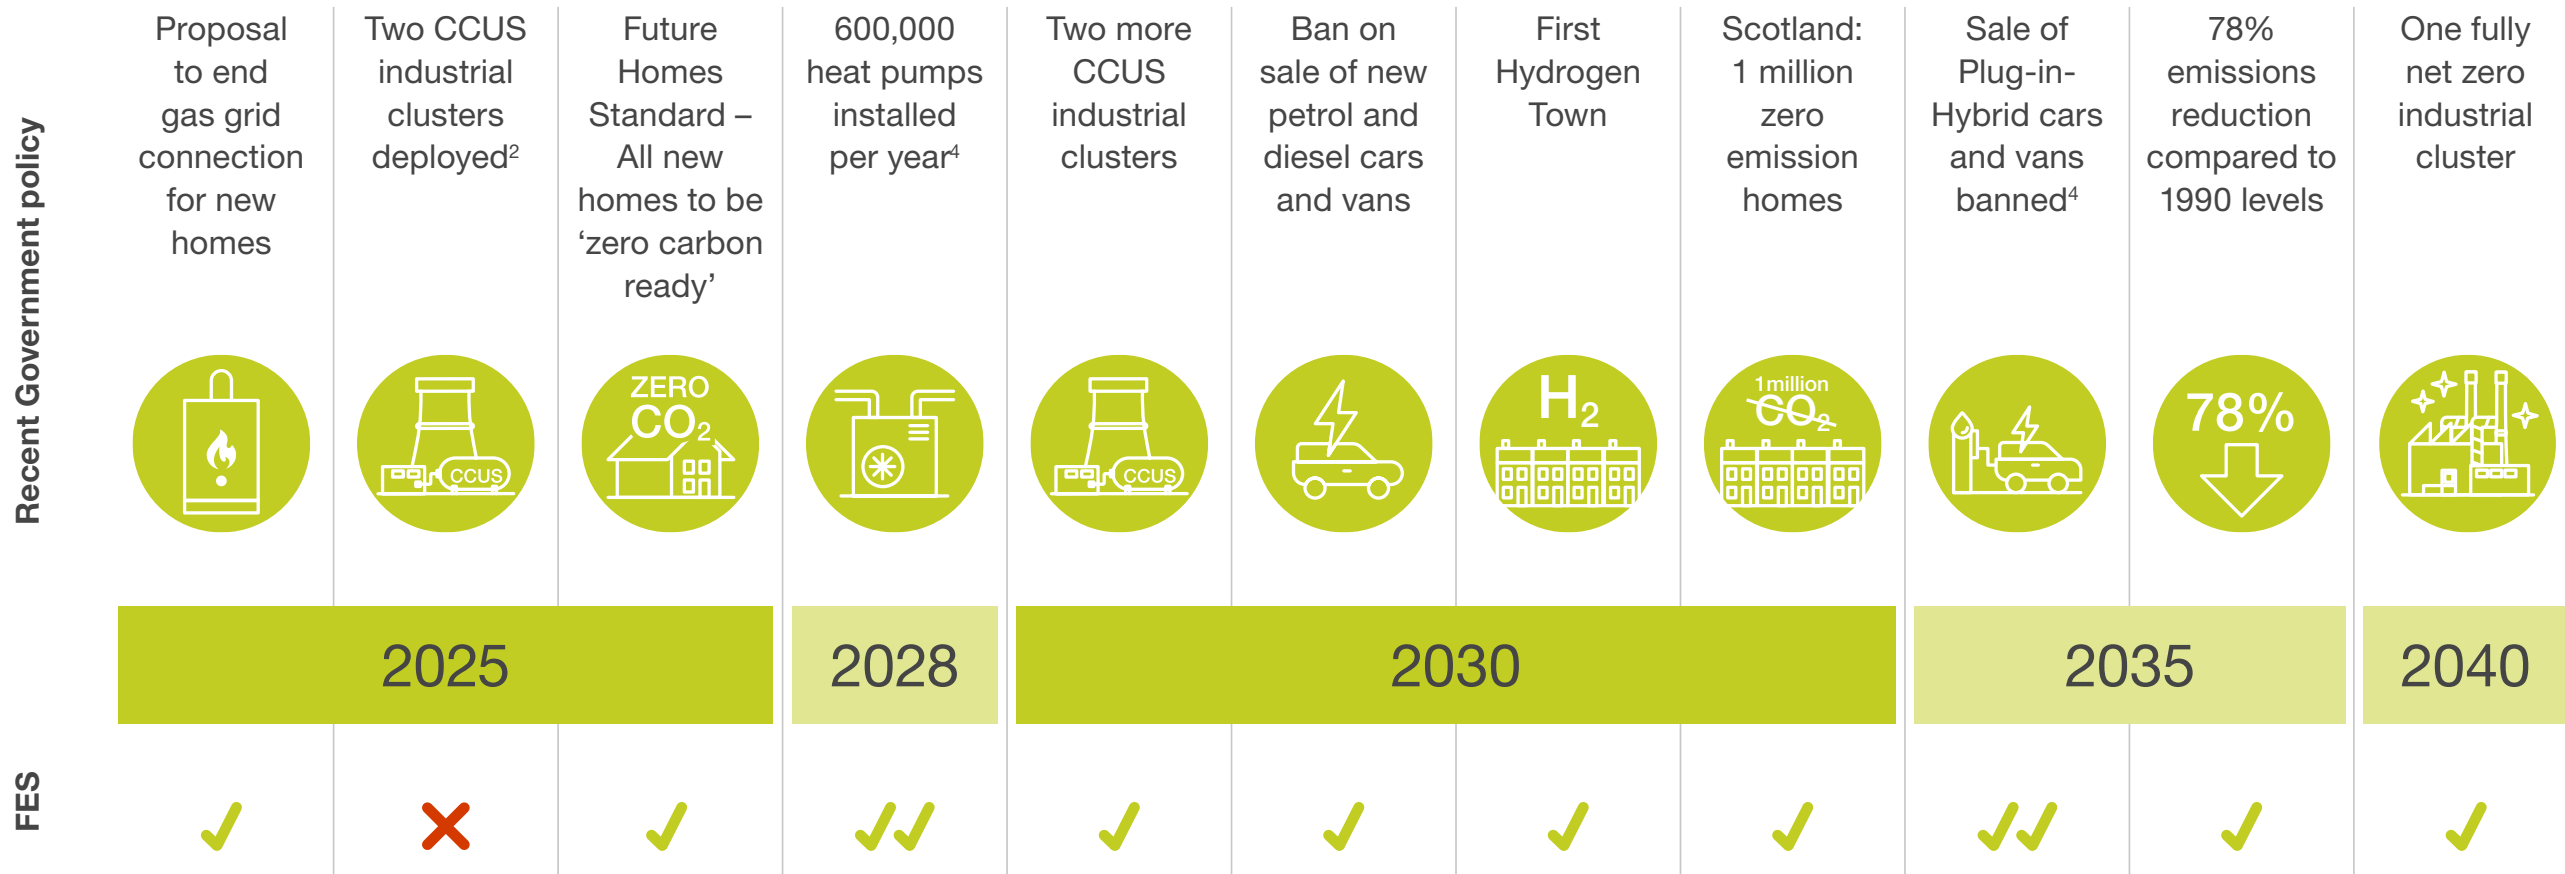 Recent Government policy
Proposal
to end
gas grid
connection
for new
homes
Two CCUS
industrial
clusters
deployed²
Future
Homes
Standard –
All new
homes to be
‘zero carbon
ready’
600,000
heat pumps
installed
per year⁴
Two more
CCUS
industrial
clusters
Ban on
sale of new
petrol and
diesel cars
and vans
First
Hydrogen
Town
Scotland:
1 million
zero
emission
homes
Sale of
Plug-in-
Hybrid cars
and vans
banned⁴
78%
emissions
reduction
compared to
1990 levels
One fully
net zero
industrial
cluster
CCUS
ZERO
CO₂
CCUS
H₂
1 million
CO₂
78%
2025
2028
2030
2035
2040
FES